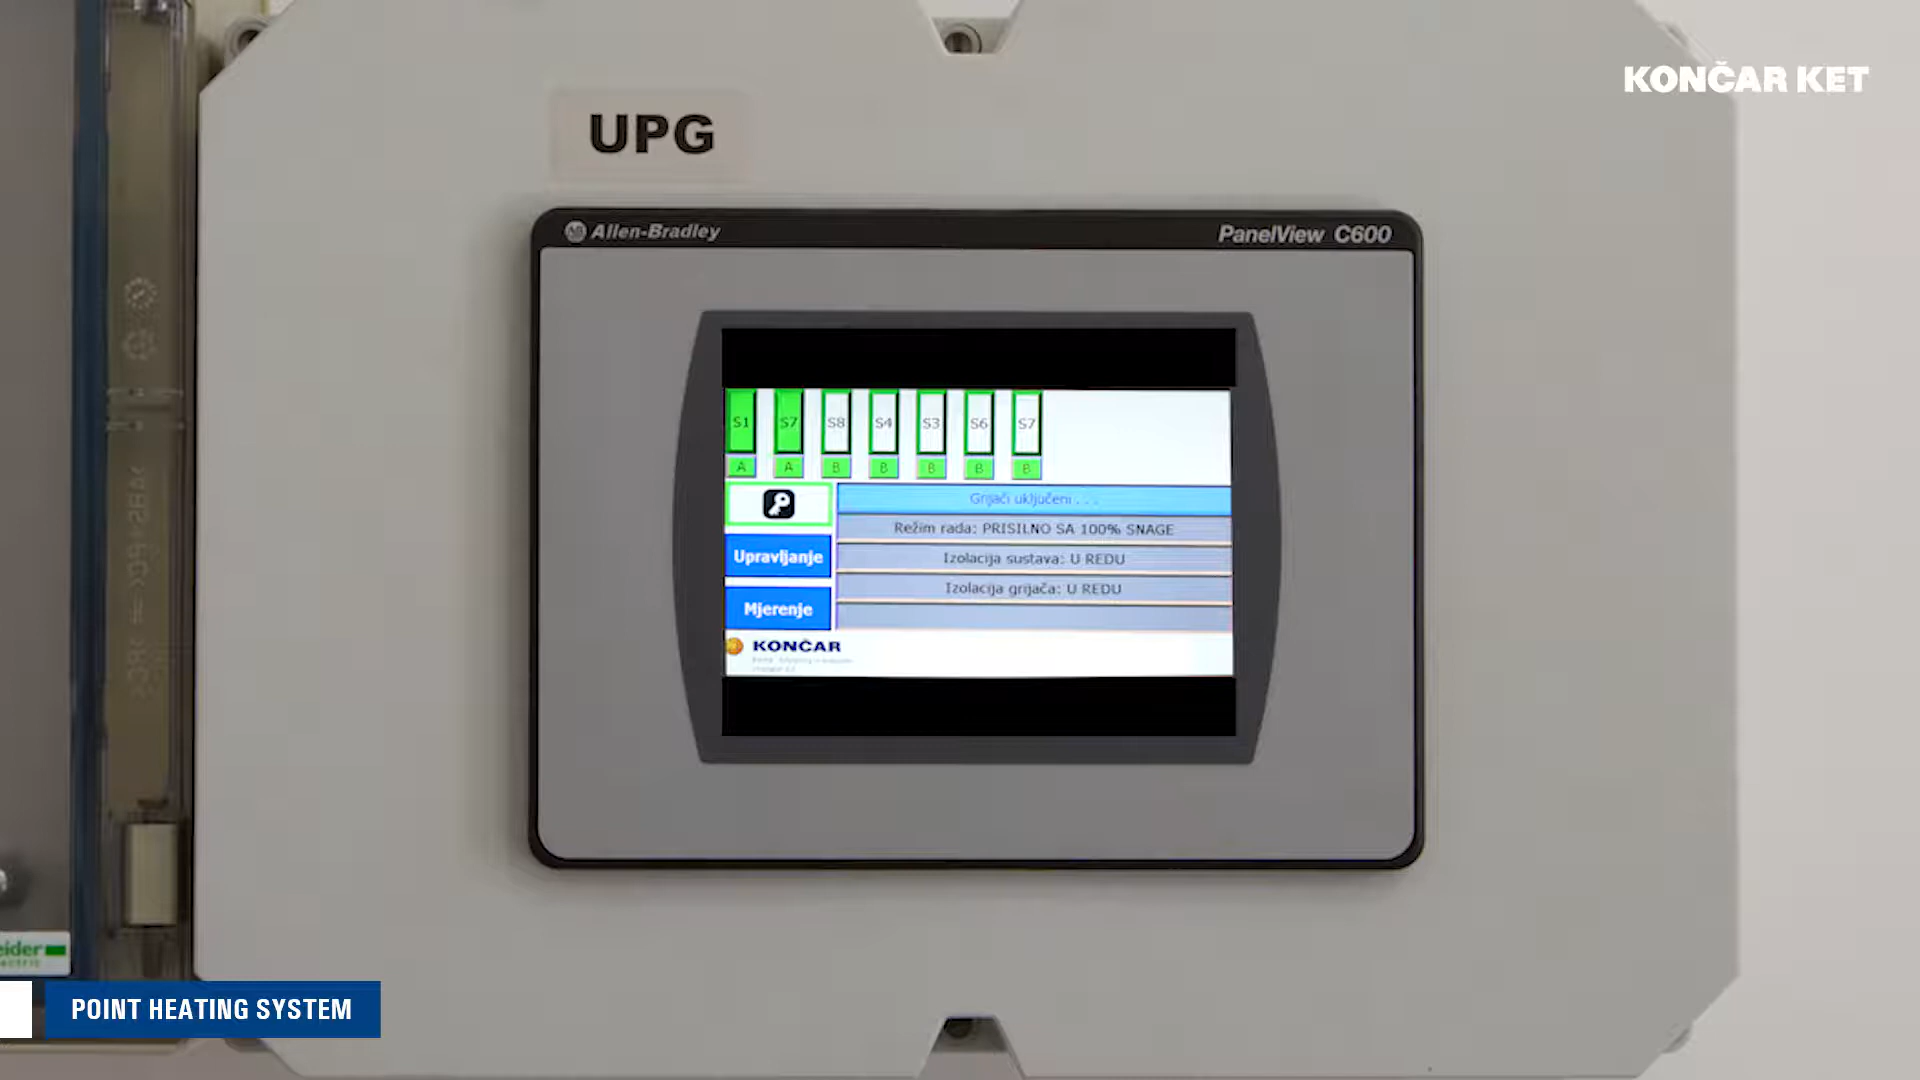 KONČAR KET
UPG
Allen-Bradley
PanelView C600
S1 S7 S8 S4 S3 S6 S7
A A B B B B B
Grijači uključeni . . .
Režim rada: PRISILNO SA 100% SNAGE
Upravljanje
Izolacija sustava: U REDU
Izolacija grijača: U REDU
Mjerenje
KONČAR
POINT HEATING SYSTEM